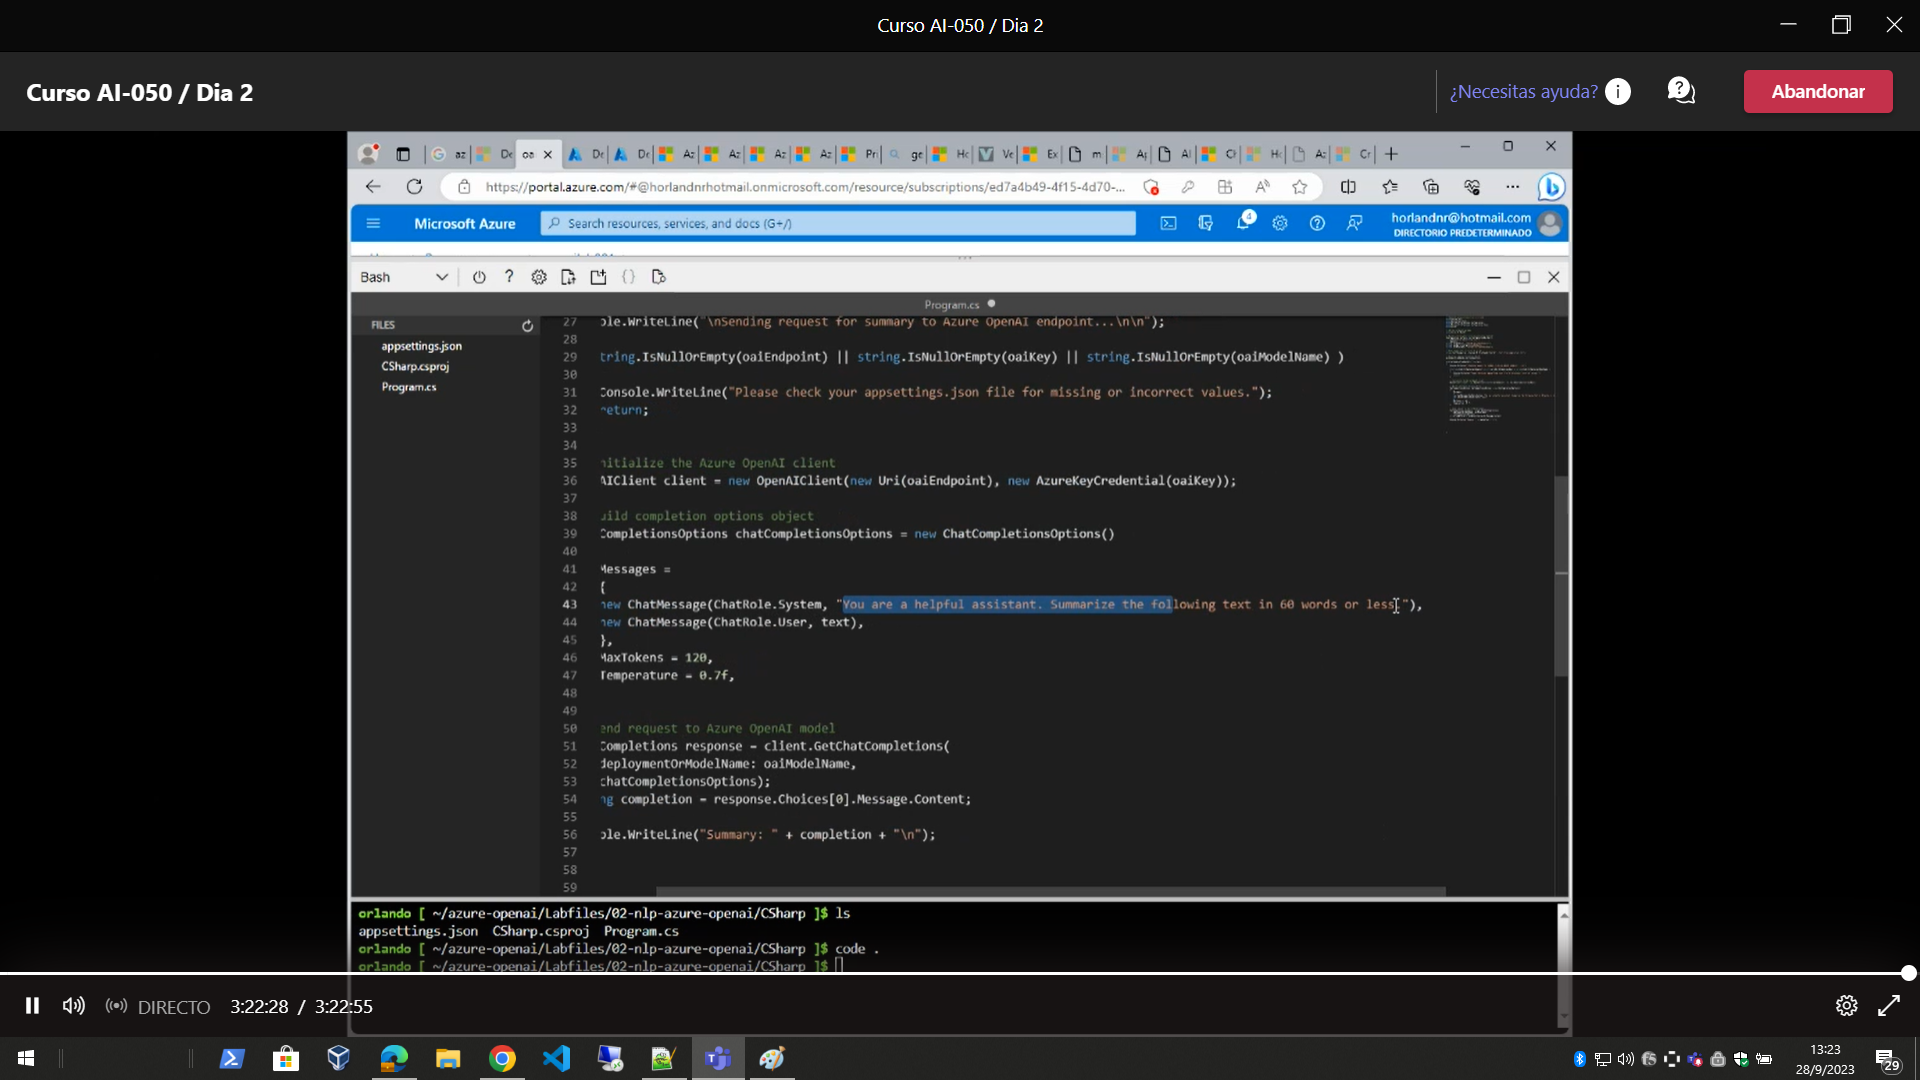 Curso AI-050 / Dia 2
Curso AI-050 / Dia 2
¿Necesitas ayuda?
Abandonar
https://portal.azure.com/#@horlandnrhotmail.onmicrosoft.com/resource/subscriptions/ed7a4b49-4f15-4d70-...
Microsoft Azure
Search resources, services, and docs (G+/)
4
horlandnr@hotmail.com
DIRECTORIO PREDETERMINADO
Bash
Program.cs
FILES
appsettings.json
CSharp.csproj
Program.cs
27 ole.WriteLine("\nSending request for summary to Azure OpenAI endpoint...\n\n");
28
29 tring.IsNullOrEmpty(oaiEndpoint) || string.IsNullOrEmpty(oaiKey) || string.IsNullOrEmpty(oaiModelName) )
30
31 Console.WriteLine("Please check your appsettings.json file for missing or incorrect values.");
32 return;
33
34
35 nitialize the Azure OpenAI client
36 AIClient client = new OpenAIClient(new Uri(oaiEndpoint), new AzureKeyCredential(oaiKey));
37
38 uild completion options object
39 CompletionsOptions chatCompletionsOptions = new ChatCompletionsOptions()
40
41 Messages =
42 {
43 new ChatMessage(ChatRole.System, "You are a helpful assistant. Summarize the following text in 60 words or less."),
44 new ChatMessage(ChatRole.User, text),
45 },
46 MaxTokens = 120,
47 Temperature = 0.7f,
48
49
50 end request to Azure OpenAI model
51 Completions response = client.GetChatCompletions(
52 deploymentOrModelName: oaiModelName,
53 chatCompletionsOptions);
54 ng completion = response.Choices[0].Message.Content;
55
56 ole.WriteLine("Summary: " + completion + "\n");
57
58
59
orlando [ ~/azure-openai/Labfiles/02-nlp-azure-openai/CSharp ]$ ls
appsettings.json CSharp.csproj Program.cs
orlando [ ~/azure-openai/Labfiles/02-nlp-azure-openai/CSharp ]$ code .
orlando [ ~/azure-openai/Labfiles/02-nlp-azure-openai/CSharp ]$
DIRECTO
3:22:28 / 3:22:55
13:23
28/9/2023
29